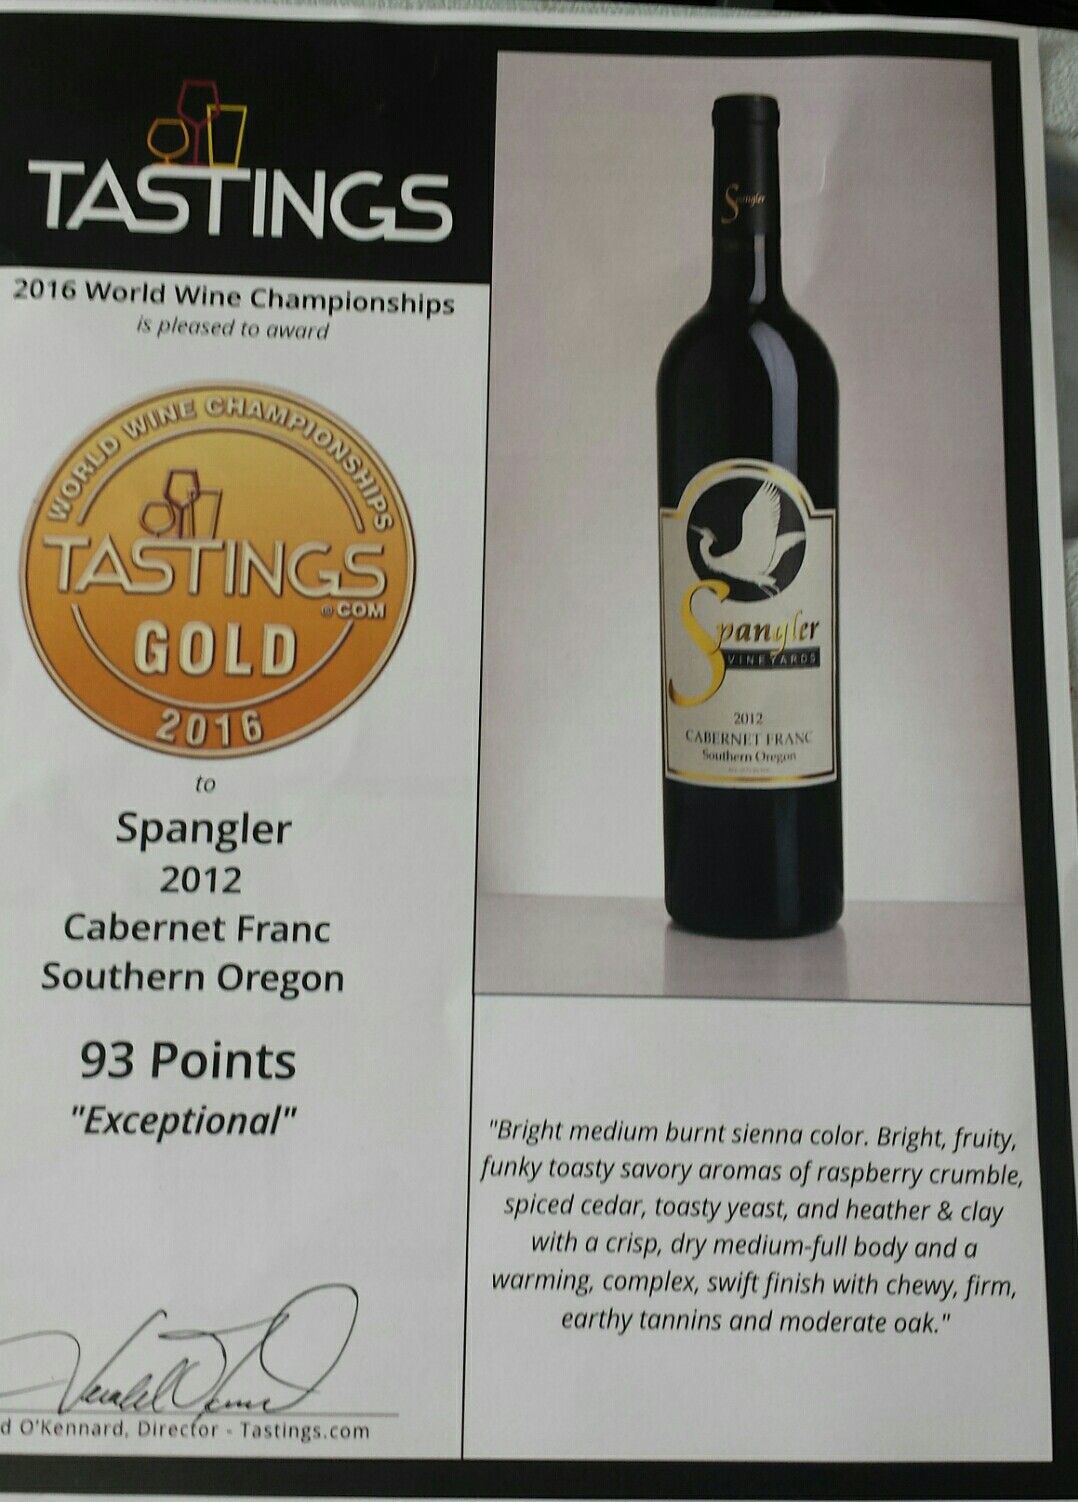 TASTINGS
2016 World Wine Championships
is pleased to award
WORLD WINE CHAMPIONSHIPS
TASTINGS
.COM
GOLD
2016
to
Spangler
2012
Cabernet Franc
Southern Oregon
93 Points
"Exceptional"
d O'Kennard, Director - Tastings.com
Spangler
Spangler
VINEYARDS
2012
CABERNET FRANC
Southern Oregon
"Bright medium burnt sienna color. Bright, fruity,
funky toasty savory aromas of raspberry crumble,
spiced cedar, toasty yeast, and heather & clay
with a crisp, dry medium-full body and a
warming, complex, swift finish with chewy, firm,
earthy tannins and moderate oak."